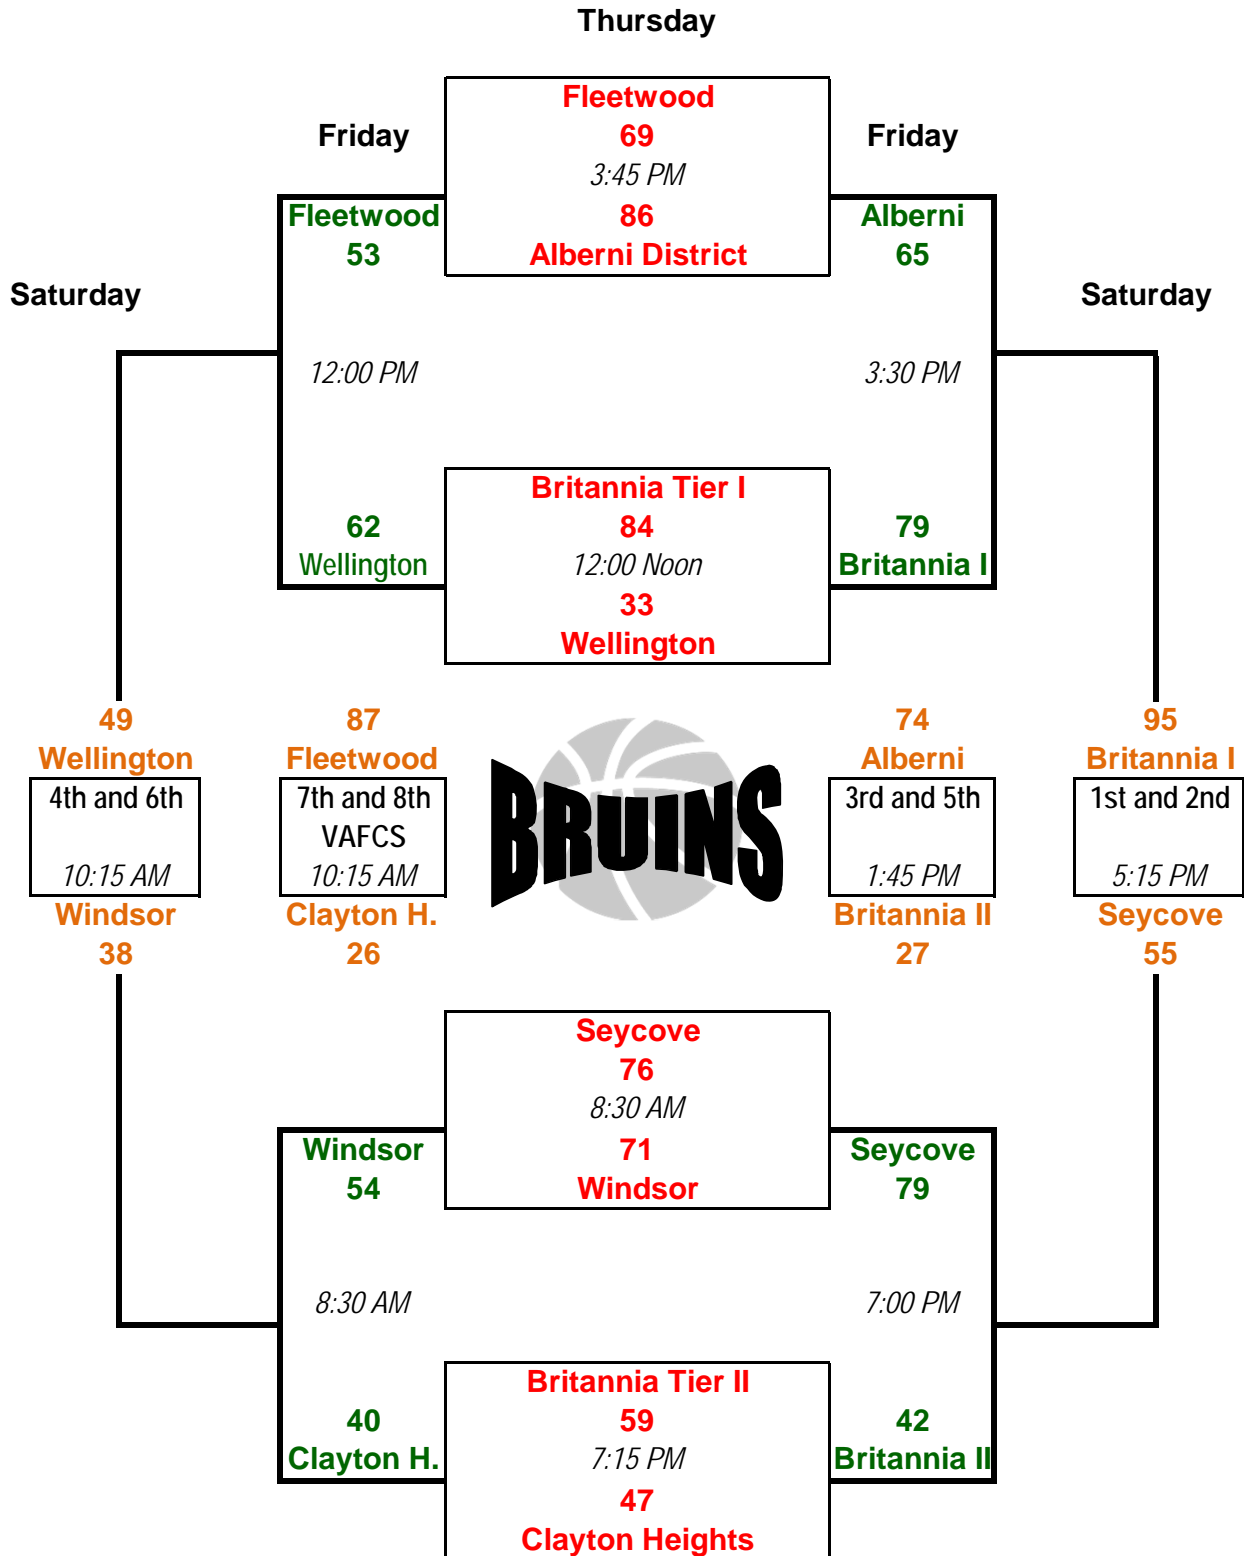 Thursday
Fleetwood
Friday
69
Friday
3:45 PM
Fleetwood
86
Alberni
53
Alberni District
65
Saturday
Saturday
12:00 PM
3:30 PM
Britannia Tier I
62
84
79
Wellington
12:00 Noon
Britannia I
33
Wellington
49
87
74
95
Wellington
Fleetwood
Alberni
Britannia I
4th and 6th
7th and 8th
3rd and 5th
1st and 2nd
VAFCS
BRUINS
10:15 AM
10:15 AM
1:45 PM
5:15 PM
Windsor
Clayton H.
Britannia II
Seycove
38
26
27
55
Seycove
76
8:30 AM
Windsor
71
Seycove
54
Windsor
79
8:30 AM
7:00 PM
Britannia Tier II
40
59
42
Clayton H.
7:15 PM
Britannia II
47
Clayton Heights